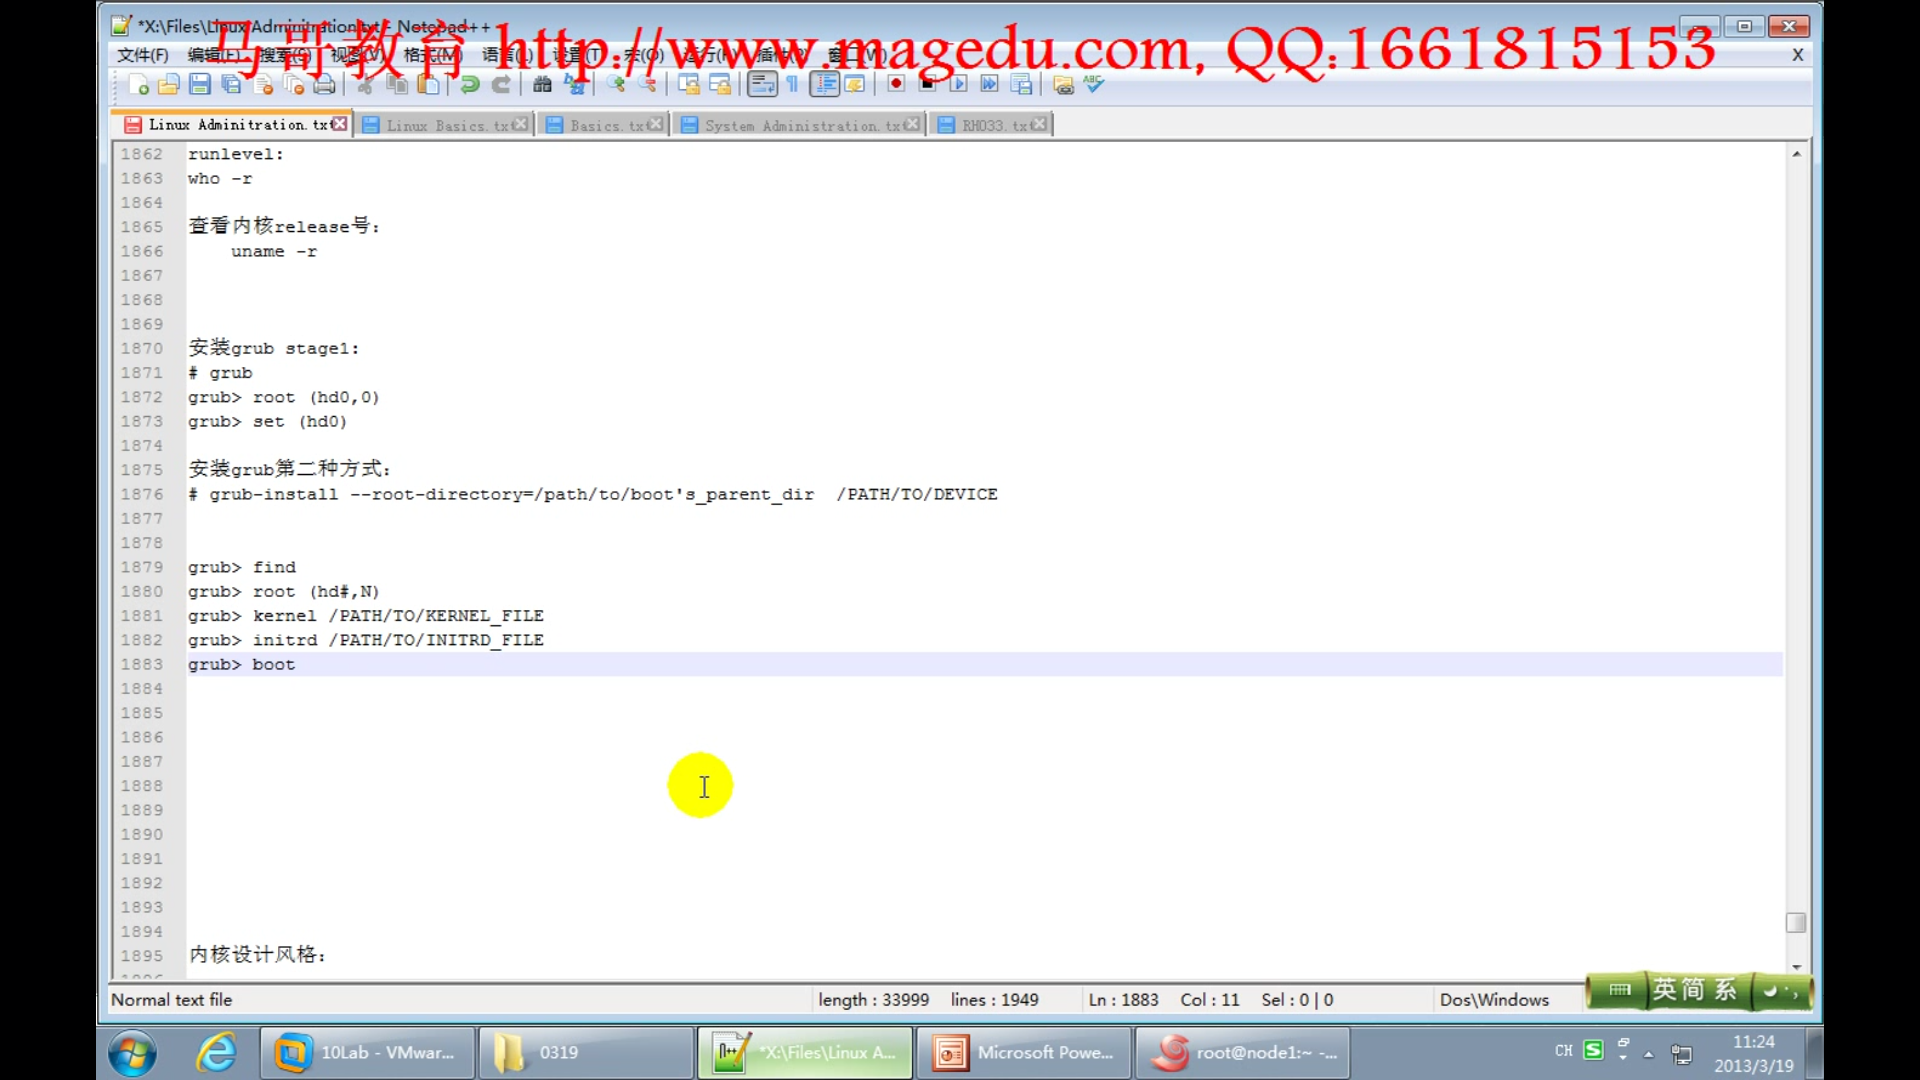 *X:\Files\Linux Adminitration.txt - Notepad++
马哥教育 http://www.magedu.com, QQ:1661815153
文件(F) 编辑(E) 搜索(S) 视图(V) 格式(M) 语言(L) 设置(T) 宏(O) 运行(R) 插件(P) 窗口(W) X
Linux Adminitration.txt Linux Basics.txt Basics.txt System Administration.txt RH033.txt
1862 runlevel:
1863 who -r
1864
1865 查看内核release号:
1866 uname -r
1867
1868
1869
1870 安装grub stage1:
1871 # grub
1872 grub> root (hd0,0)
1873 grub> set (hd0)
1874
1875 安装grub第二种方式:
1876 # grub-install --root-directory=/path/to/boot's_parent_dir /PATH/TO/DEVICE
1877
1878
1879 grub> find
1880 grub> root (hd#,N)
1881 grub> kernel /PATH/TO/KERNEL_FILE
1882 grub> initrd /PATH/TO/INITRD_FILE
1883 grub> boot
1884
1885
1886
1887
1888
1889
1890
1891
1892
1893
1894
1895 内核设计风格:
Normal text file length : 33999 lines : 1949 Ln : 1883 Col : 11 Sel : 0 | 0 Dos\Windows
英简系
10Lab - VMwar... 0319 *X:\Files\Linux A... Microsoft Powe... root@node1:~ -... CH 11:24
2013/3/19